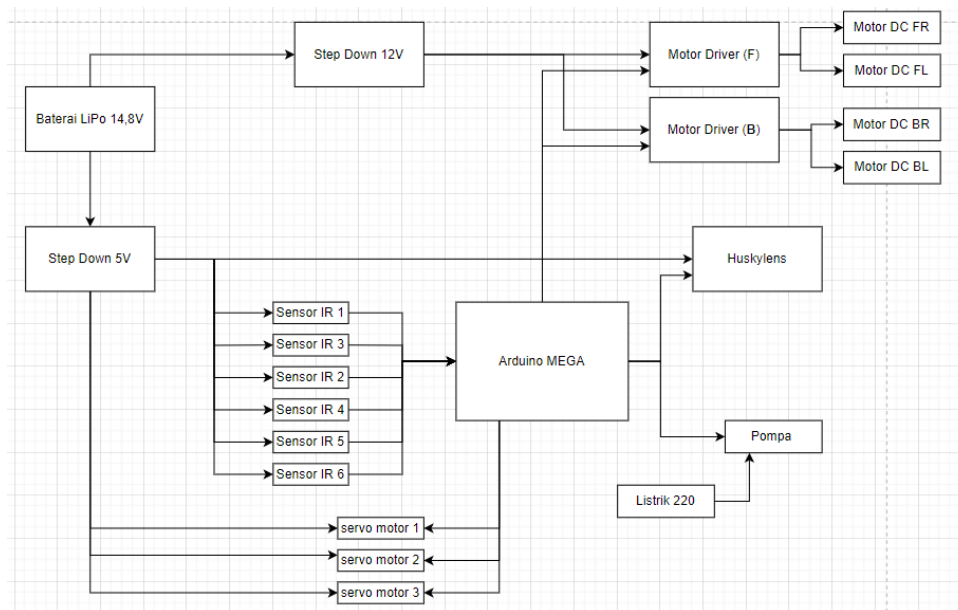 Step Down 12V
Motor Driver (F)
Motor DC FR
Motor DC FL
Baterai LiPo 14,8V
Motor Driver (B)
Motor DC BR
Motor DC BL
Step Down 5V
Huskylens
Sensor IR 1
Sensor IR 3
Sensor IR 2
Sensor IR 4
Sensor IR 5
Sensor IR 6
Arduino MEGA
Pompa
Listrik 220
servo motor 1
servo motor 2
servo motor 3